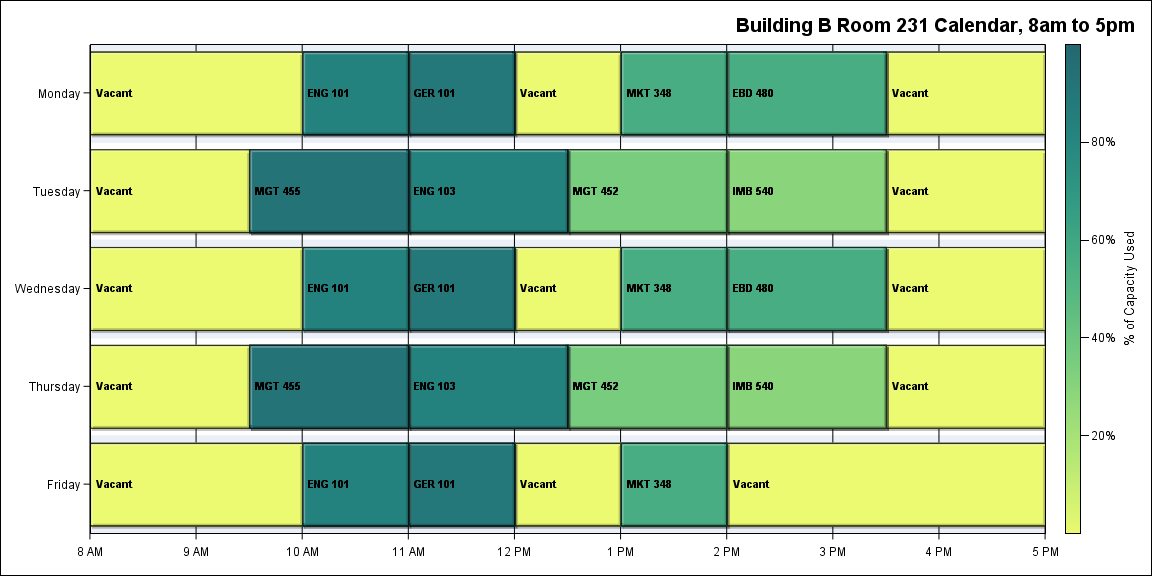 Building B Room 231 Calendar, 8am to 5pm
Monday
Vacant
ENG 101
GER 101
Vacant
MKT 348
EBD 480
Vacant
Tuesday
Vacant
MGT 455
ENG 103
MGT 452
IMB 540
Vacant
Wednesday
Vacant
ENG 101
GER 101
Vacant
MKT 348
EBD 480
Vacant
Thursday
Vacant
MGT 455
ENG 103
MGT 452
IMB 540
Vacant
Friday
Vacant
ENG 101
GER 101
Vacant
MKT 348
Vacant
8 AM
9 AM
10 AM
11 AM
12 PM
1 PM
2 PM
3 PM
4 PM
5 PM
80%
60%
40%
20%
% of Capacity Used